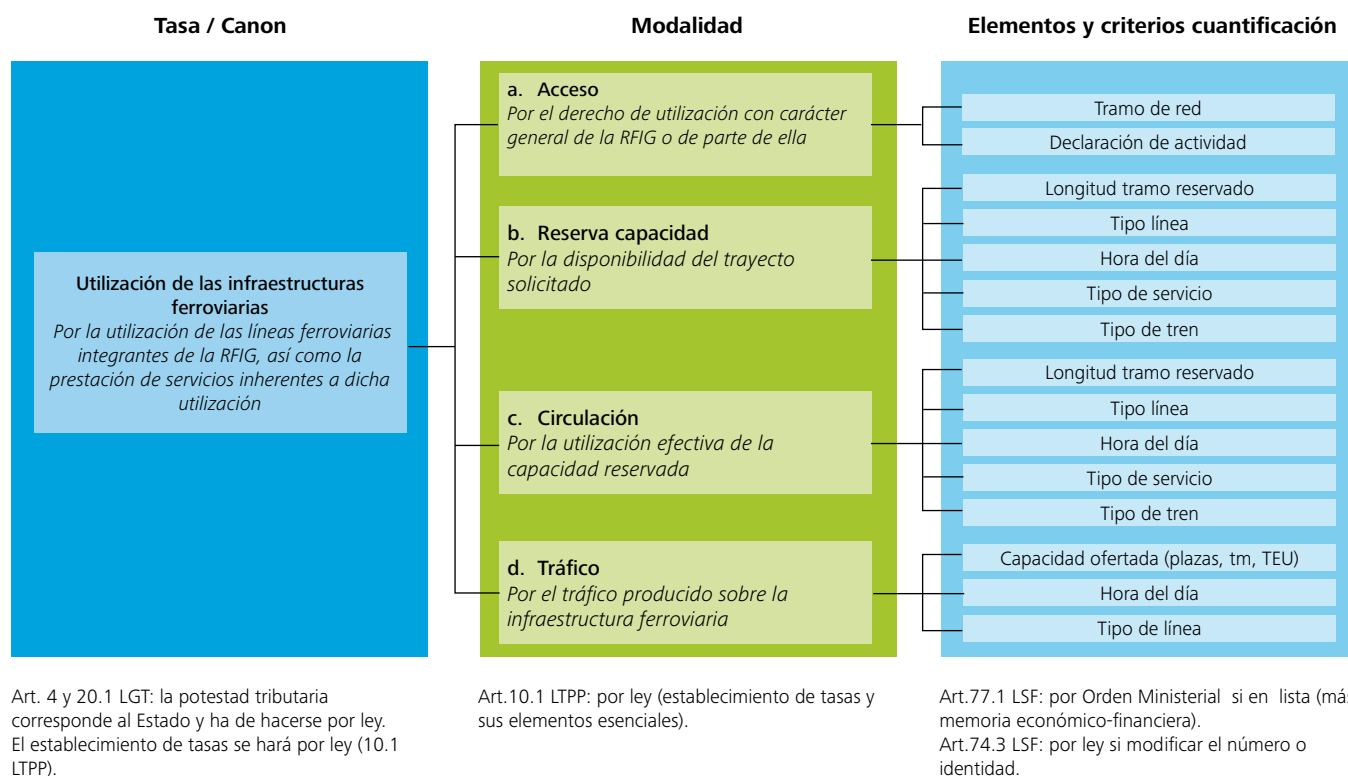 Tasa / Canon
Modalidad
Elementos y criterios cuantificación
Utilización de las infraestructuras
ferroviarias
Por la utilización de las líneas ferroviarias
integrantes de la RFIG, así como la
prestación de servicios inherentes a dicha
utilización
a. Acceso
Por el derecho de utilización con carácter
general de la RFIG o de parte de ella
b. Reserva capacidad
Por la disponibilidad del trayecto
solicitado
c. Circulación
Por la utilización efectiva de la
capacidad reservada
d. Tráfico
Por el tráfico producido sobre la
infraestructura ferroviaria
Tramo de red
Declaración de actividad
Longitud tramo reservado
Tipo línea
Hora del día
Tipo de servicio
Tipo de tren
Longitud tramo reservado
Tipo línea
Hora del día
Tipo de servicio
Tipo de tren
Capacidad ofertada (plazas, tm, TEU)
Hora del día
Tipo de línea
Art. 4 y 20.1 LGT: la potestad tributaria
corresponde al Estado y ha de hacerse por ley.
El establecimiento de tasas se hará por ley (10.1
LTPP).
Art.10.1 LTPP: por ley (establecimiento de tasas y
sus elementos esenciales).
Art.77.1 LSF: por Orden Ministerial si en lista (más
memoria económico-financiera).
Art.74.3 LSF: por ley si modificar el número o
identidad.